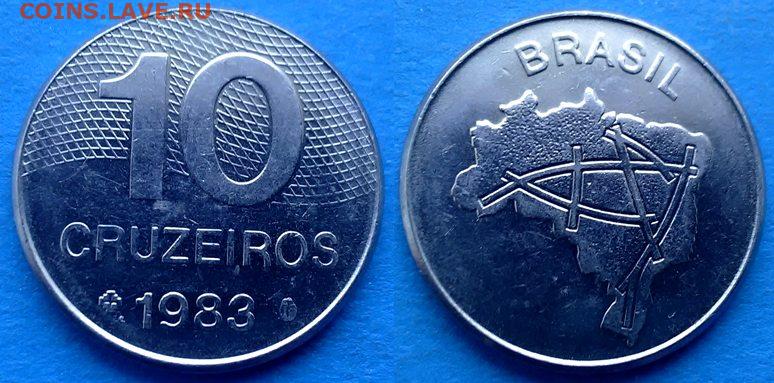 COINS.LAVE.RU
10
CRUZEIROS
1983
BRASIL